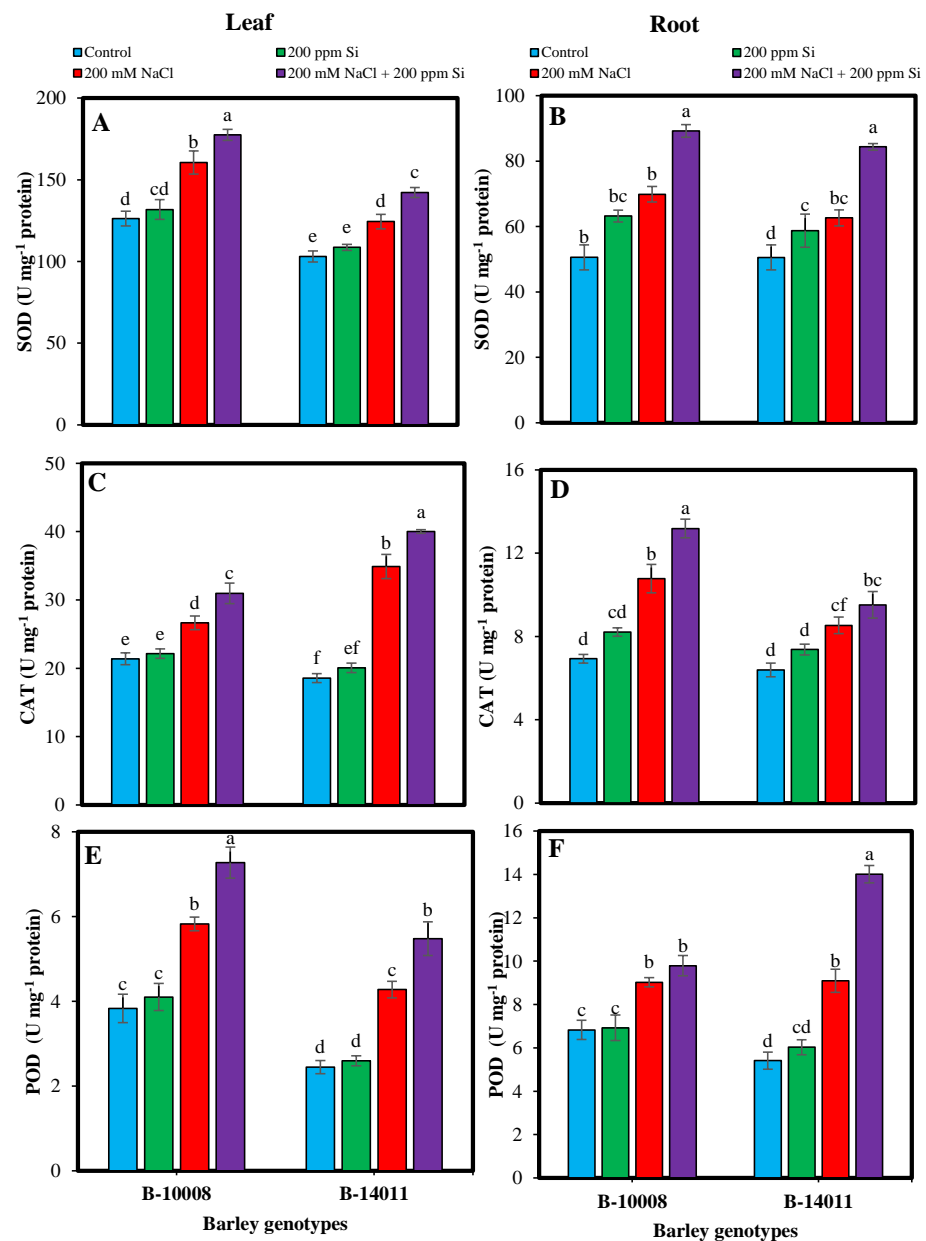 Leaf
Root
Control
200 ppm Si
200 mM NaCl
200 mM NaCl + 200 ppm Si
Control
200 ppm Si
200 mM NaCl
200 mM NaCl + 200 ppm Si
A
SOD (U mg-1 protein)
200
150
100
50
0
d
cd
b
a
e
e
d
c
B
SOD (U mg-1 protein)
100
80
60
40
20
0
b
bc
b
a
d
c
bc
a
C
CAT (U mg-1 protein)
50
40
30
20
10
0
e
e
d
c
f
ef
b
a
D
CAT (U mg-1 protein)
16
12
8
4
0
d
cd
b
a
d
d
cf
bc
E
POD (U mg-1 protein)
8
6
4
2
0
c
c
b
a
d
d
c
b
B-10008
B-14011
Barley genotypes
F
POD (U mg-1 protein)
16
14
12
10
8
6
4
2
0
c
c
b
b
d
cd
b
a
B-10008
B-14011
Barley genotypes